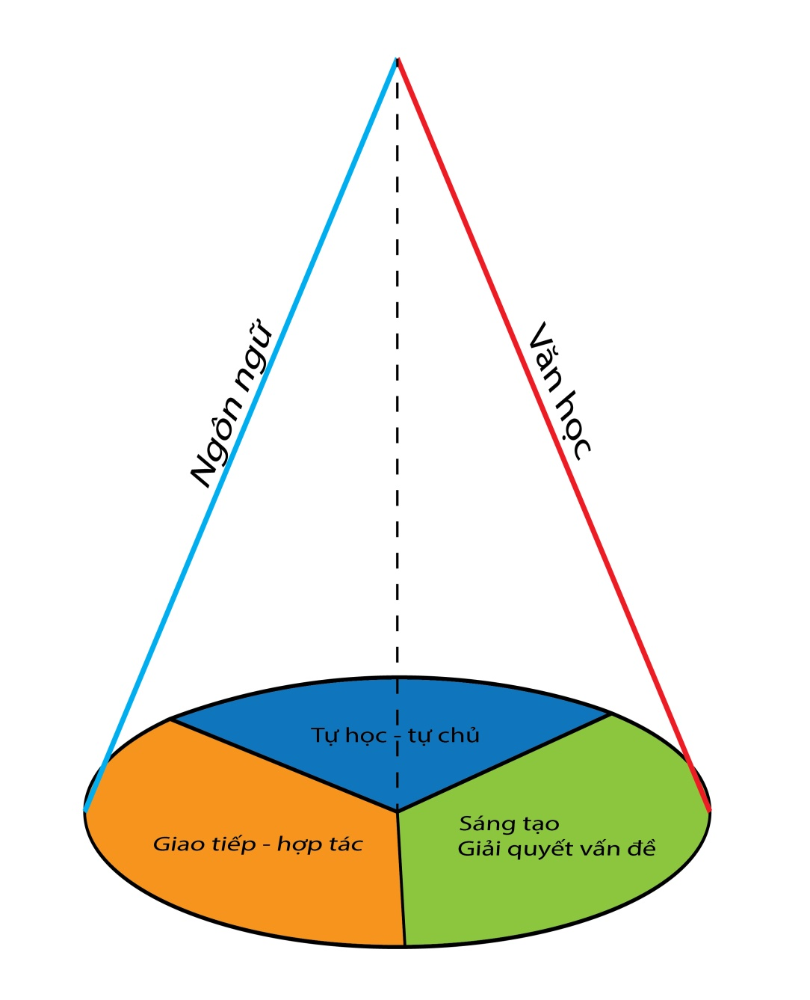 Ngôn ngữ
Văn học
Tự học - tự chủ
Giao tiếp - hợp tác
Sáng tạo
Giải quyết vấn đề